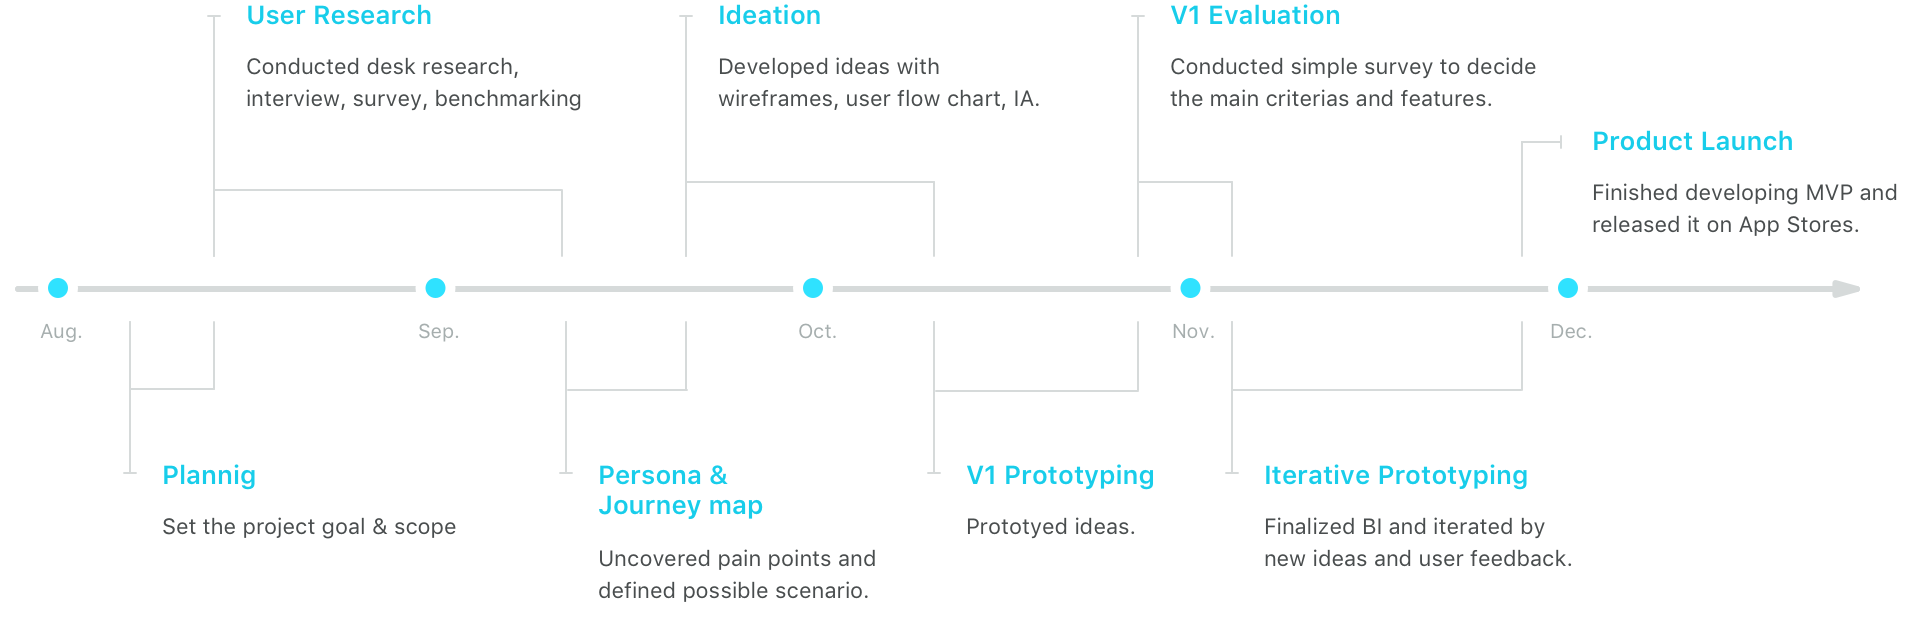 User Research
Conducted desk research,
interview, survey, benchmarking
Ideation
Developed ideas with
wireframes, user flow chart, IA.
V1 Evaluation
Conducted simple survey to decide
the main criterias and features.
Product Launch
Finished developing MVP and
released it on App Stores.
Aug.
Sep.
Oct.
Nov.
Dec.
Plannig
Set the project goal & scope
Persona &
Journey map
Uncovered pain points and
defined possible scenario.
V1 Prototyping
Prototyed ideas.
Iterative Prototyping
Finalized BI and iterated by
new ideas and user feedback.